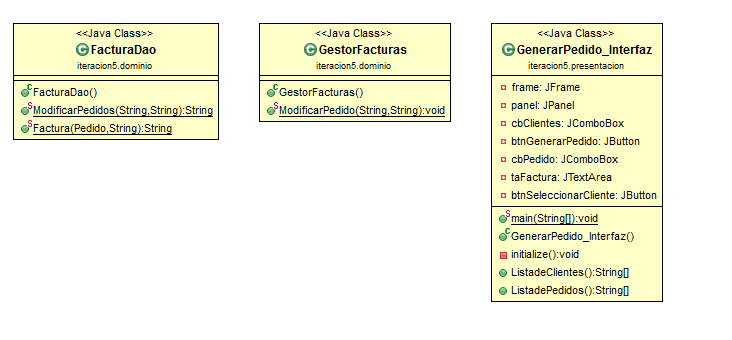 <<Java Class>>
FacturaDao
iteracion5.dominio
FacturaDao()
ModificarPedidos(String,String):String
Factura(Pedido,String):String
<<Java Class>>
GestorFacturas
iteracion5.dominio
GestorFacturas()
ModificarPedido(String,String):void
<<Java Class>>
GenerarPedido_Interfaz
iteracion5.presentacion
frame: JFrame
panel: JPanel
cbClientes: JComboBox
btnGenerarPedido: JButton
cbPedido: JComboBox
taFactura: JTextArea
btnSeleccionarCliente: JButton
main(String[]):void
GenerarPedido_Interfaz()
initialize():void
ListadeClientes():String[]
ListadePedidos():String[]